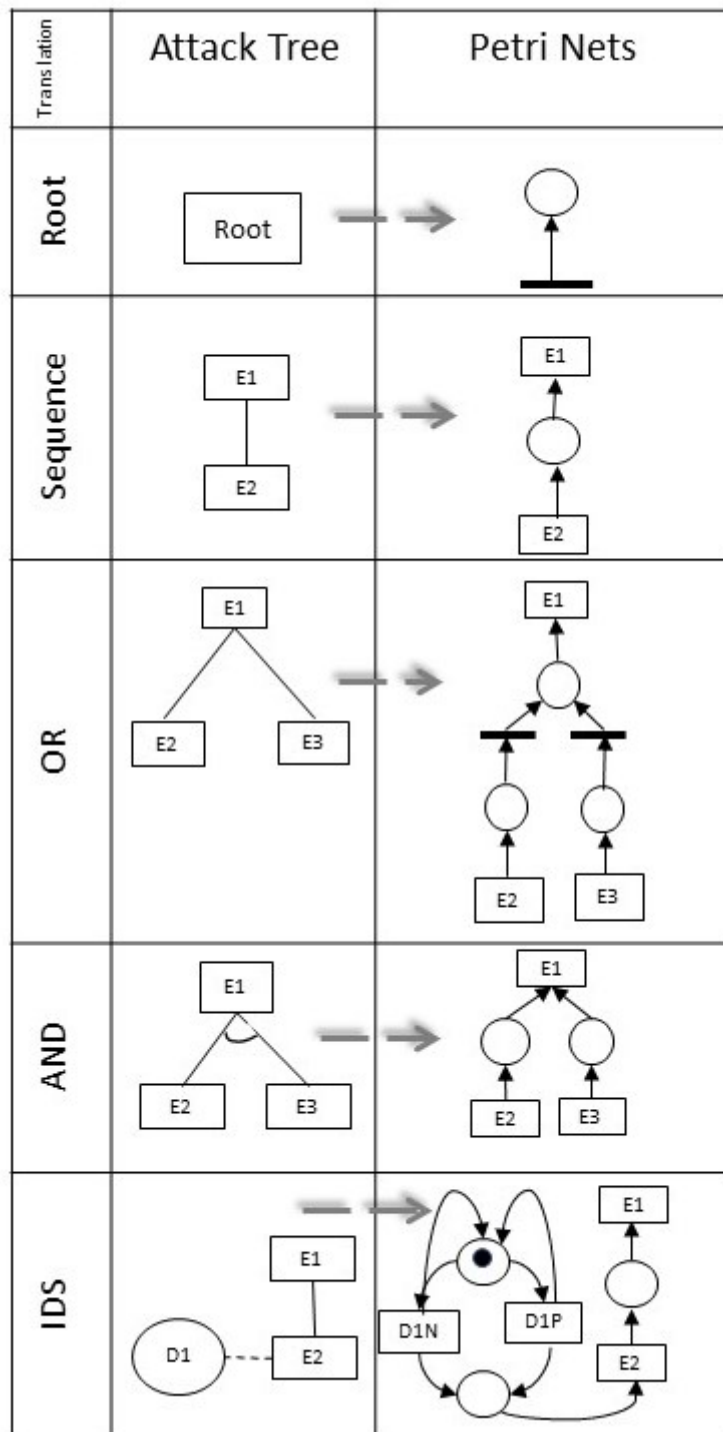 Translation
Attack Tree
Petri Nets
Root
Root
Sequence
E1
E2
E1
E2
OR
E1
E2
E3
E1
E2
E3
AND
E1
E2
E3
E1
E2
E3
IDS
D1
E1
E2
D1N
D1P
E1
E2